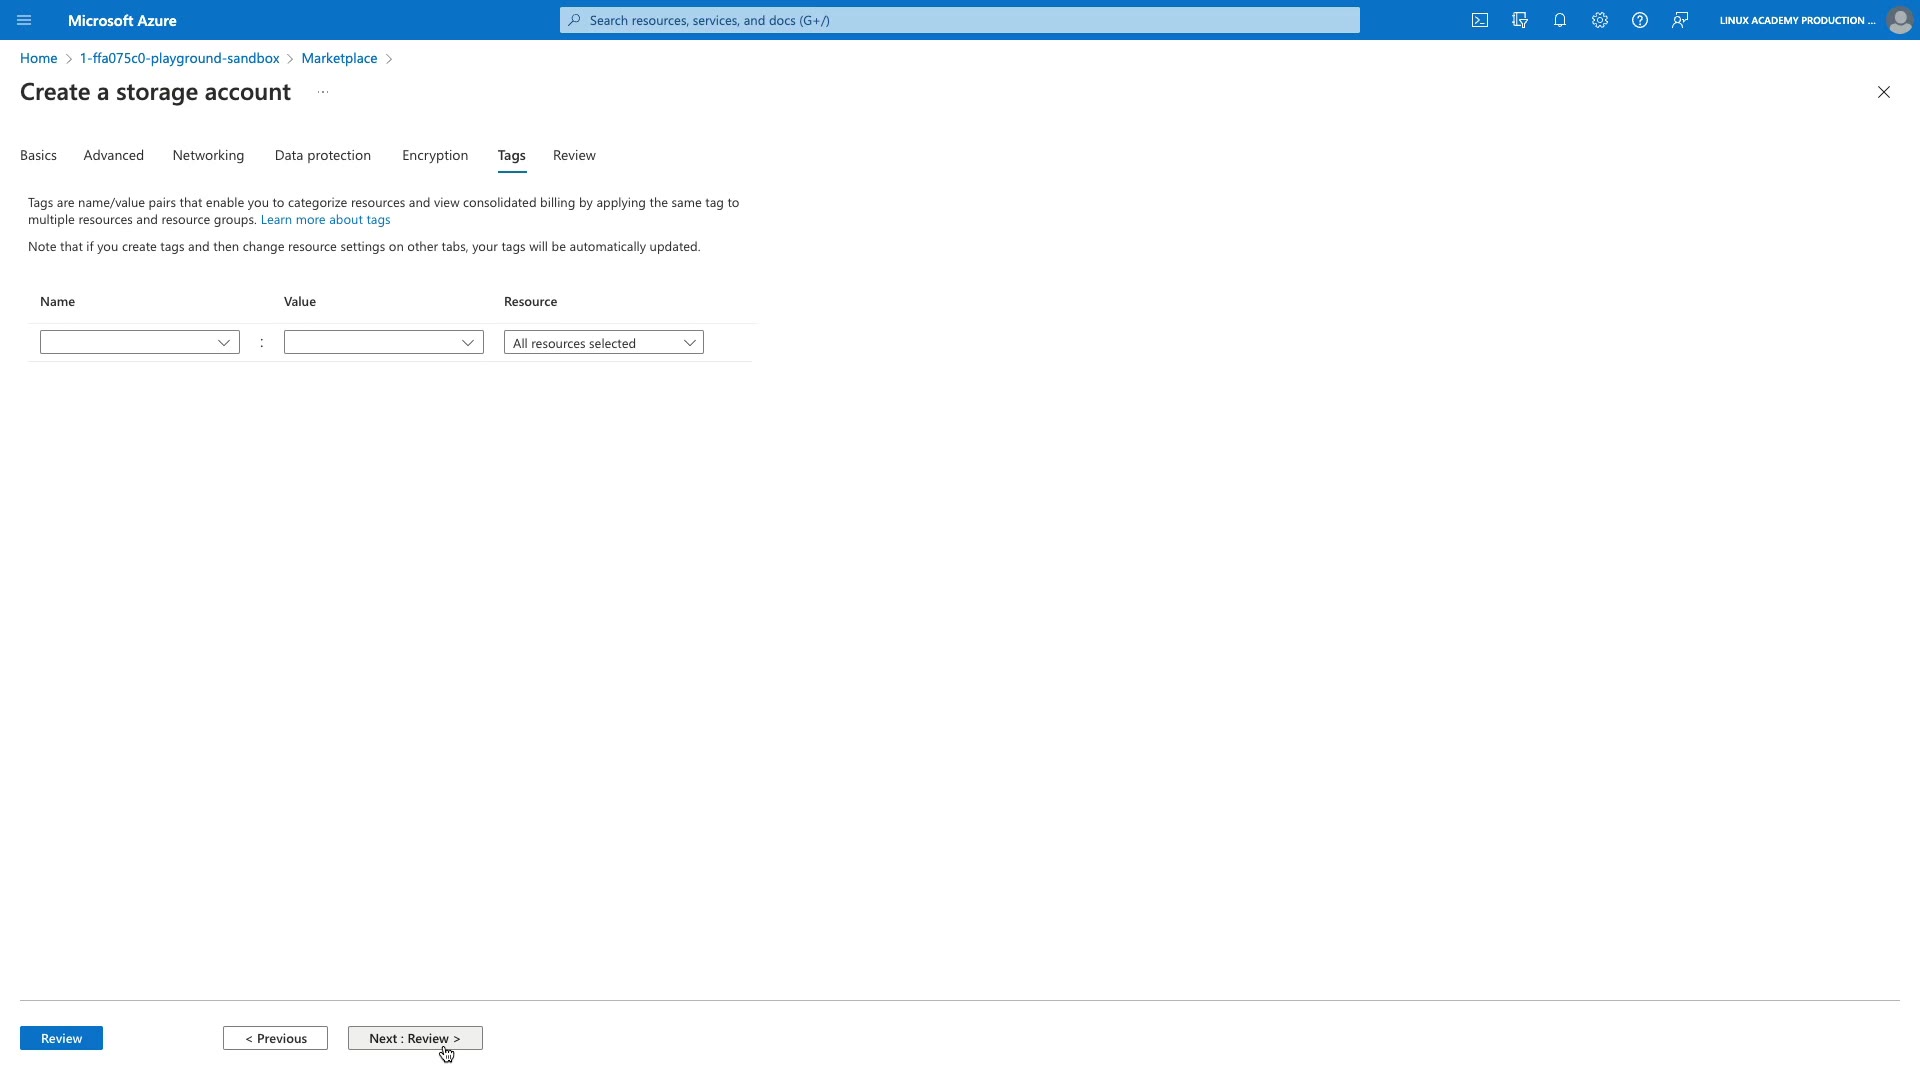 Microsoft Azure
Search resources, services, and docs (G+/)
LINUX ACADEMY PRODUCTION ...
Home > 1-ffa075c0-playground-sandbox > Marketplace >
Create a storage account ...
Basics Advanced Networking Data protection Encryption Tags Review
Tags are name/value pairs that enable you to categorize resources and view consolidated billing by applying the same tag to
multiple resources and resource groups. Learn more about tags
Note that if you create tags and then change resource settings on other tabs, your tags will be automatically updated.
Name Value Resource
: All resources selected
Review < Previous Next : Review >